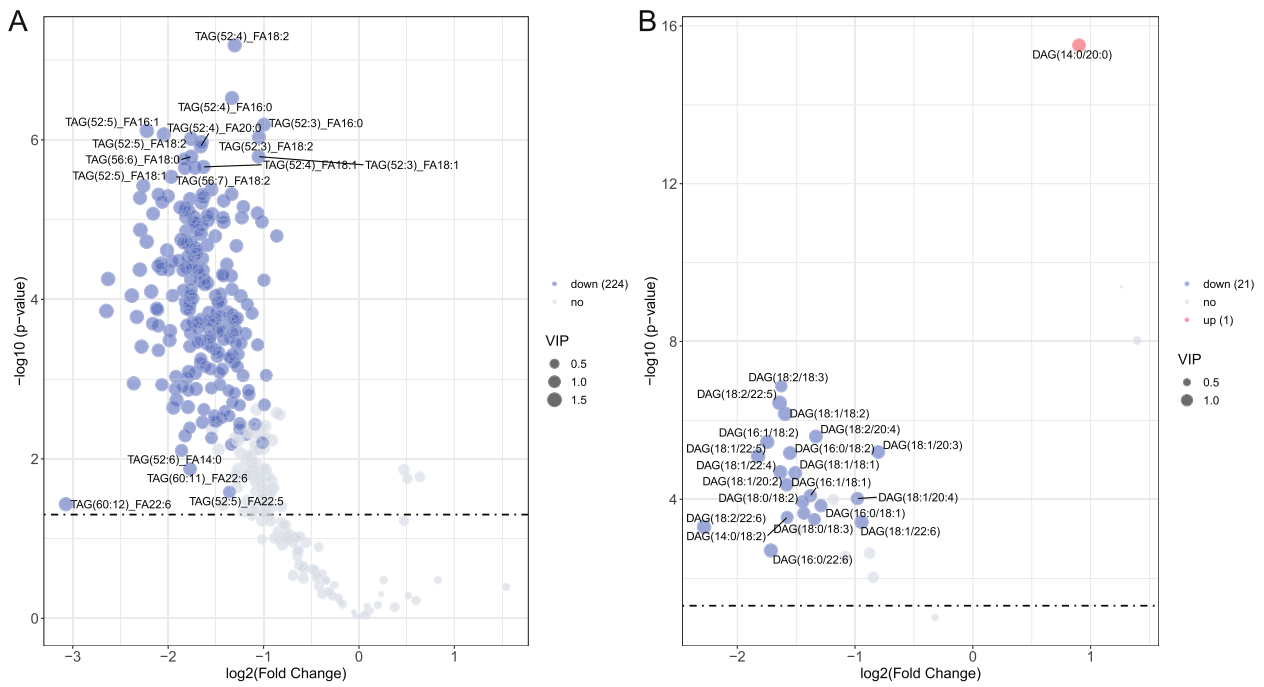 A
TAG(52:4)_FA18:2
TAG(52:4)_FA16:0
TAG(52:5)_FA16:1
TAG(52:4)_FA20:0
TAG(52:3)_FA16:0
TAG(52:5)_FA18:2
TAG(52:3)_FA18:2
TAG(56:6)_FA18:0
TAG(52:4)_FA18:1
TAG(52:3)_FA18:1
TAG(52:5)_FA18:1
TAG(56:7)_FA18:2
TAG(52:6)_FA14:0
TAG(60:11)_FA22:6
TAG(60:12)_FA22:6
TAG(52:5)_FA22:5
6
4
2
0
−3
−2
−1
0
1
−log10 (p−value)
log2(Fold Change)
down (224)
no
VIP
0.5
1.0
1.5
B
DAG(14:0/20:0)
DAG(18:2/18:3)
DAG(18:2/22:5)
DAG(18:1/18:2)
DAG(16:1/18:2)
DAG(18:2/20:4)
DAG(18:1/22:5)
DAG(16:0/18:2)
DAG(18:1/20:3)
DAG(18:1/22:4)
DAG(18:1/18:1)
DAG(18:1/20:2)
DAG(16:1/18:1)
DAG(18:0/18:2)
DAG(18:1/20:4)
DAG(18:2/22:6)
DAG(16:0/18:1)
DAG(14:0/18:2)
DAG(18:0/18:3)
DAG(18:1/22:6)
DAG(16:0/22:6)
16
12
8
4
−2
−1
0
1
−log10 (p−value)
log2(Fold Change)
down (21)
no
up (1)
VIP
0.5
1.0